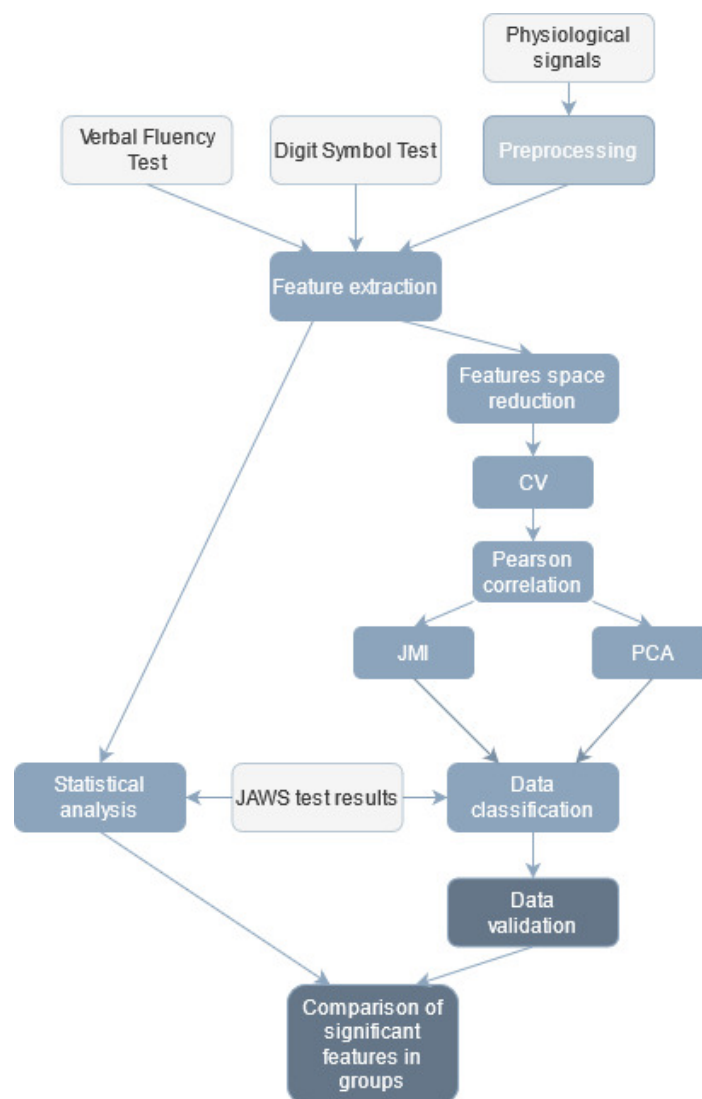 Physiological
signals
Verbal Fluency
Test
Digit Symbol Test
Preprocessing
Feature extraction
Features space
reduction
CV
Pearson
correlation
JMI
PCA
Statistical
analysis
JAWS test results
Data
classification
Data
validation
Comparison of
significant
features in
groups